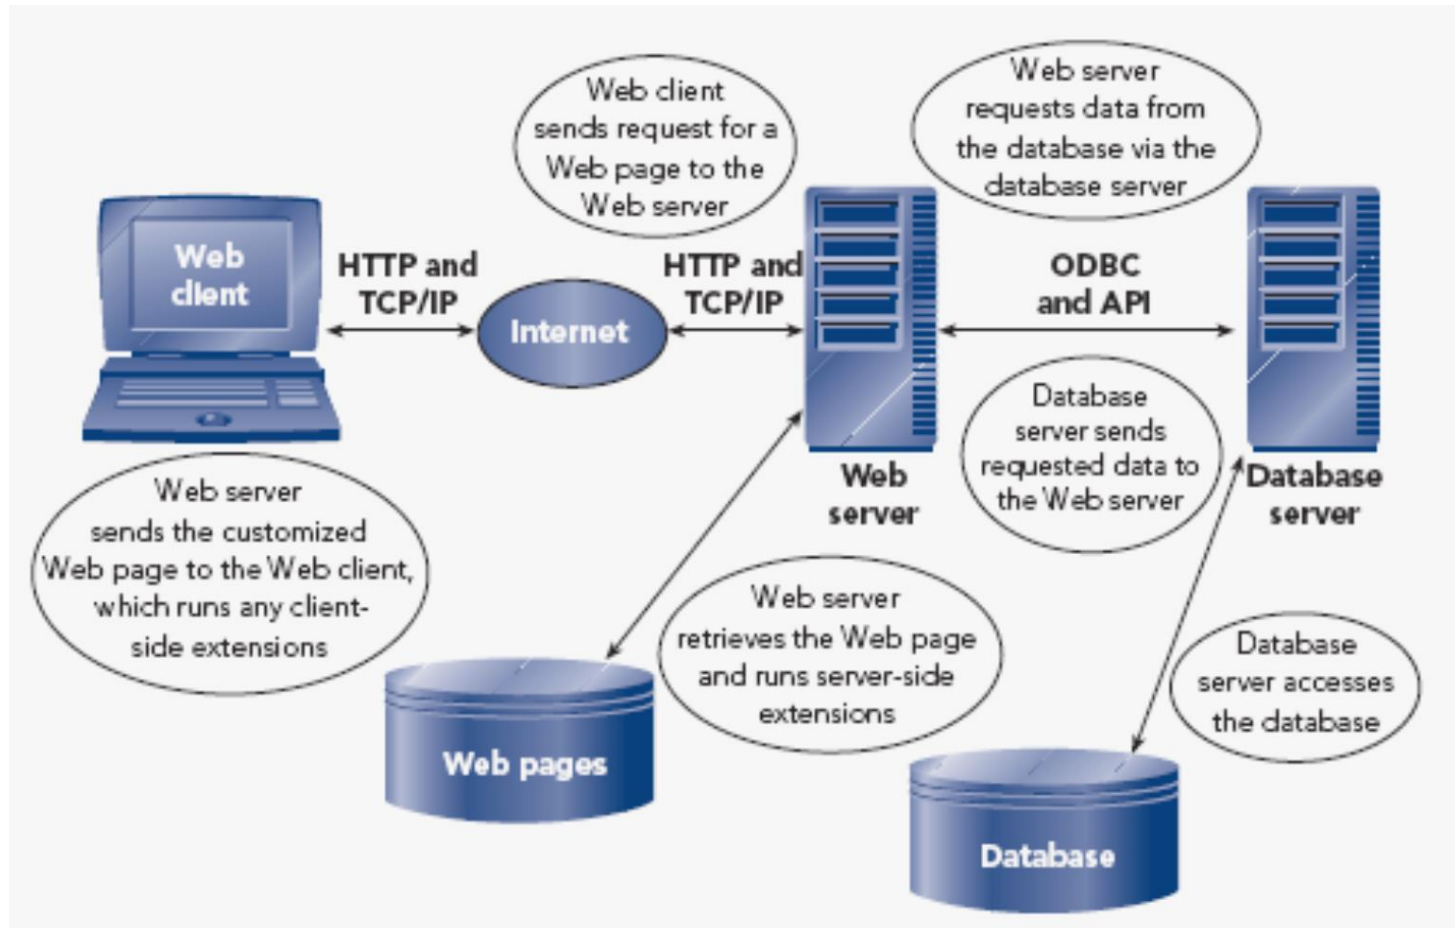 Web client
sends request for a
Web page to the
Web server
Web server
requests data from
the database via the
database server
Web
client
HTTP and
TCP/IP
Internet
HTTP and
TCP/IP
ODBC
and API
Database
server sends
requested data to
the Web server
Web
server
Database
server
Web server
sends the customized
Web page to the Web client,
which runs any client-
side extensions
Web server
retrieves the Web page
and runs server-side
extensions
Database
server accesses
the database
Web pages
Database